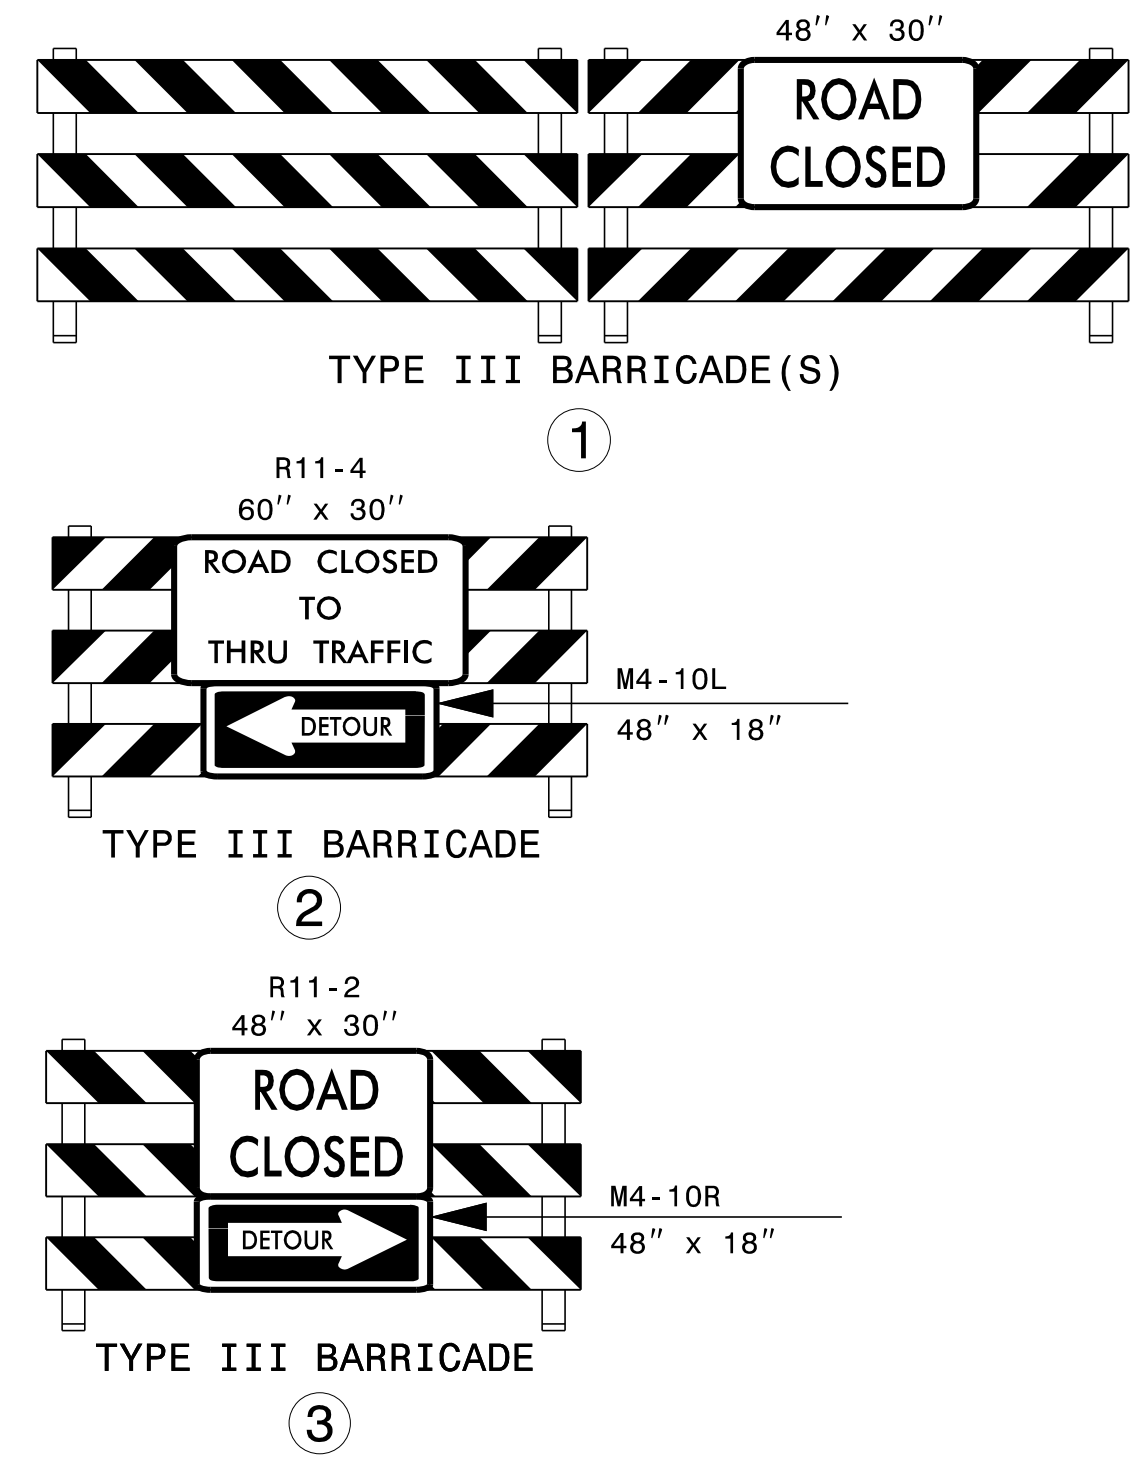 48" x 30"
ROAD
CLOSED
TYPE III BARRICADE(S)
1
R11-4
60" x 30"
ROAD CLOSED
TO
THRU TRAFFIC
M4-10L
DETOUR
48" x 18"
TYPE III BARRICADE
2
R11-2
48" x 30"
ROAD
CLOSED
M4-10R
DETOUR
48" x 18"
TYPE III BARRICADE
3